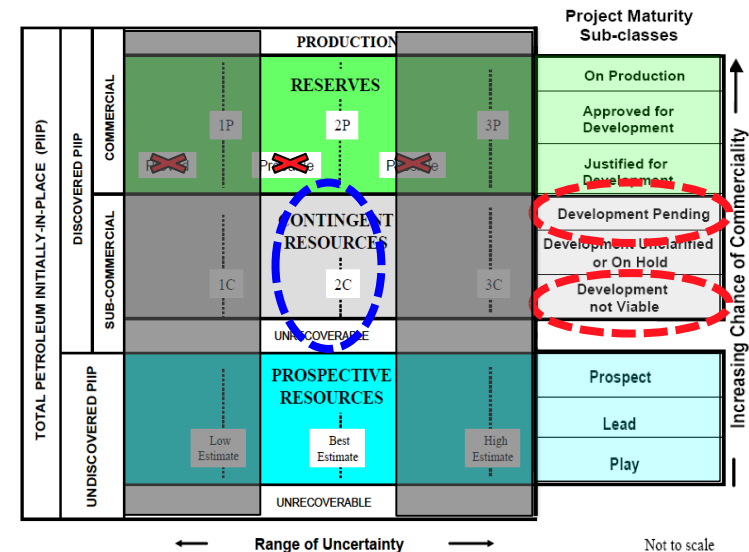 Project Maturity
Sub-classes
PRODUCTION
RESERVES
1P
2P
3P
On Production
Approved for
Development
Justified for
Development
CONTINGENT
RESOURCES
1C
2C
3C
UNRECOVERABLE
Development Pending
Development Unclarified
or On Hold
Development
not Viable
PROSPECTIVE
RESOURCES
Low
Estimate
Best
Estimate
High
Estimate
UNRECOVERABLE
Prospect
Lead
Play
TOTAL PETROLEUM INITIALLY-IN-PLACE (PIIP)
DISCOVERED PIIP
UNDISCOVERED PIIP
COMMERCIAL
SUB-COMMERCIAL
Increasing Chance of Commerciality
Range of Uncertainty
Not to scale